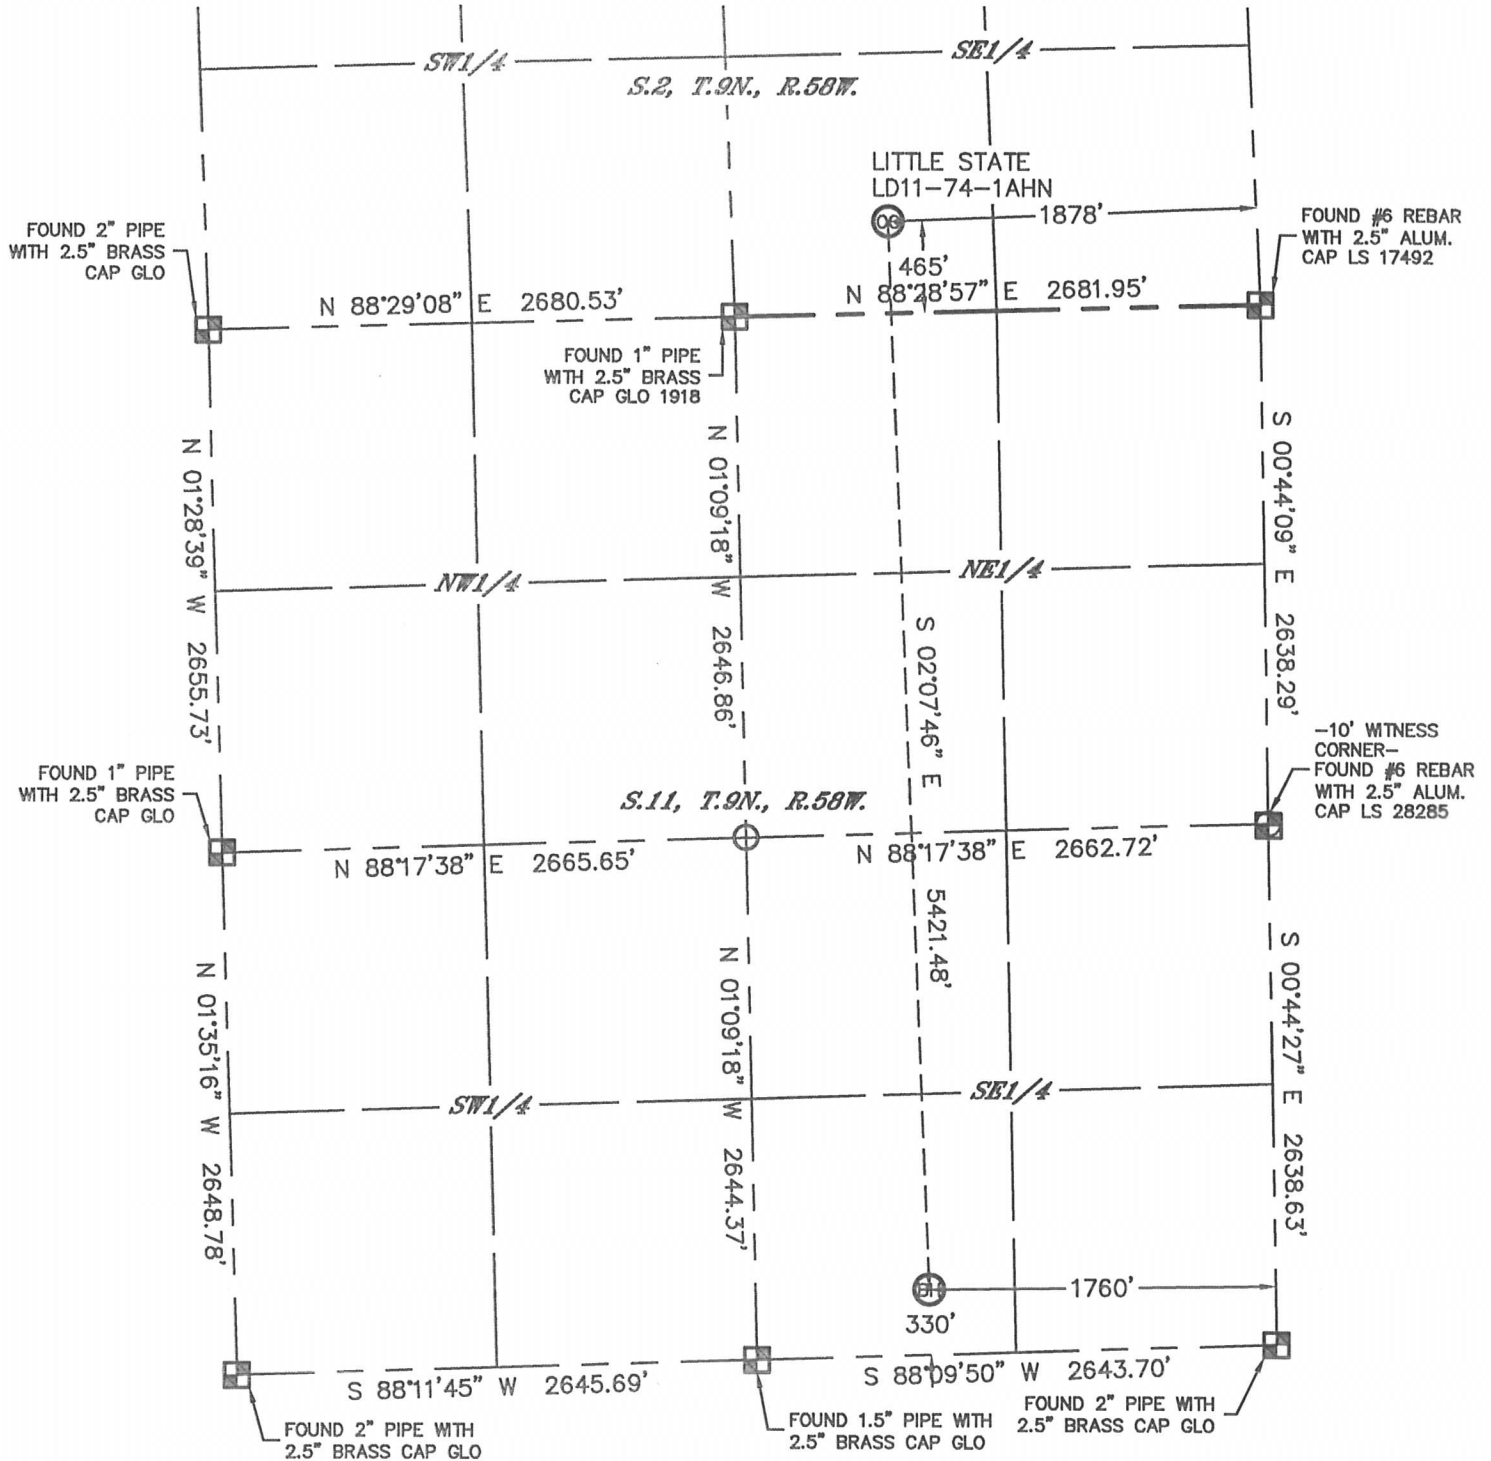 SW1/4
SE1/4
S.2, T.9N., R.58W.
LITTLE STATE
LD11-74-1AHN
1878'
465'
FOUND 2" PIPE
WITH 2.5" BRASS
CAP GLO
FOUND #6 REBAR
WITH 2.5" ALUM.
CAP LS 17492
N 88°29'08" E 2680.53'
N 88°28'57" E 2681.95'
FOUND 1" PIPE
WITH 2.5" BRASS
CAP GLO 1918
N 01°28'39" W 2655.73'
N 01°09'18" W 2646.86'
S 00°44'09" E 2638.29'
NW1/4
NE1/4
S 02°07'46" E 5421.48'
FOUND 1" PIPE
WITH 2.5" BRASS
CAP GLO
S.11, T.9N., R.58W.
-10' WITNESS
CORNER-
FOUND #6 REBAR
WITH 2.5" ALUM.
CAP LS 28285
N 88°17'38" E 2665.65'
N 88°17'38" E 2662.72'
N 01°35'16" W 2648.78'
N 01°09'18" W 2644.37'
S 00°44'27" E 2638.63'
SW1/4
SE1/4
BH
1760'
330'
S 88°11'45" W 2645.69'
S 88°09'50" W 2643.70'
FOUND 2" PIPE WITH
2.5" BRASS CAP GLO
FOUND 1.5" PIPE WITH
2.5" BRASS CAP GLO
FOUND 2" PIPE WITH
2.5" BRASS CAP GLO